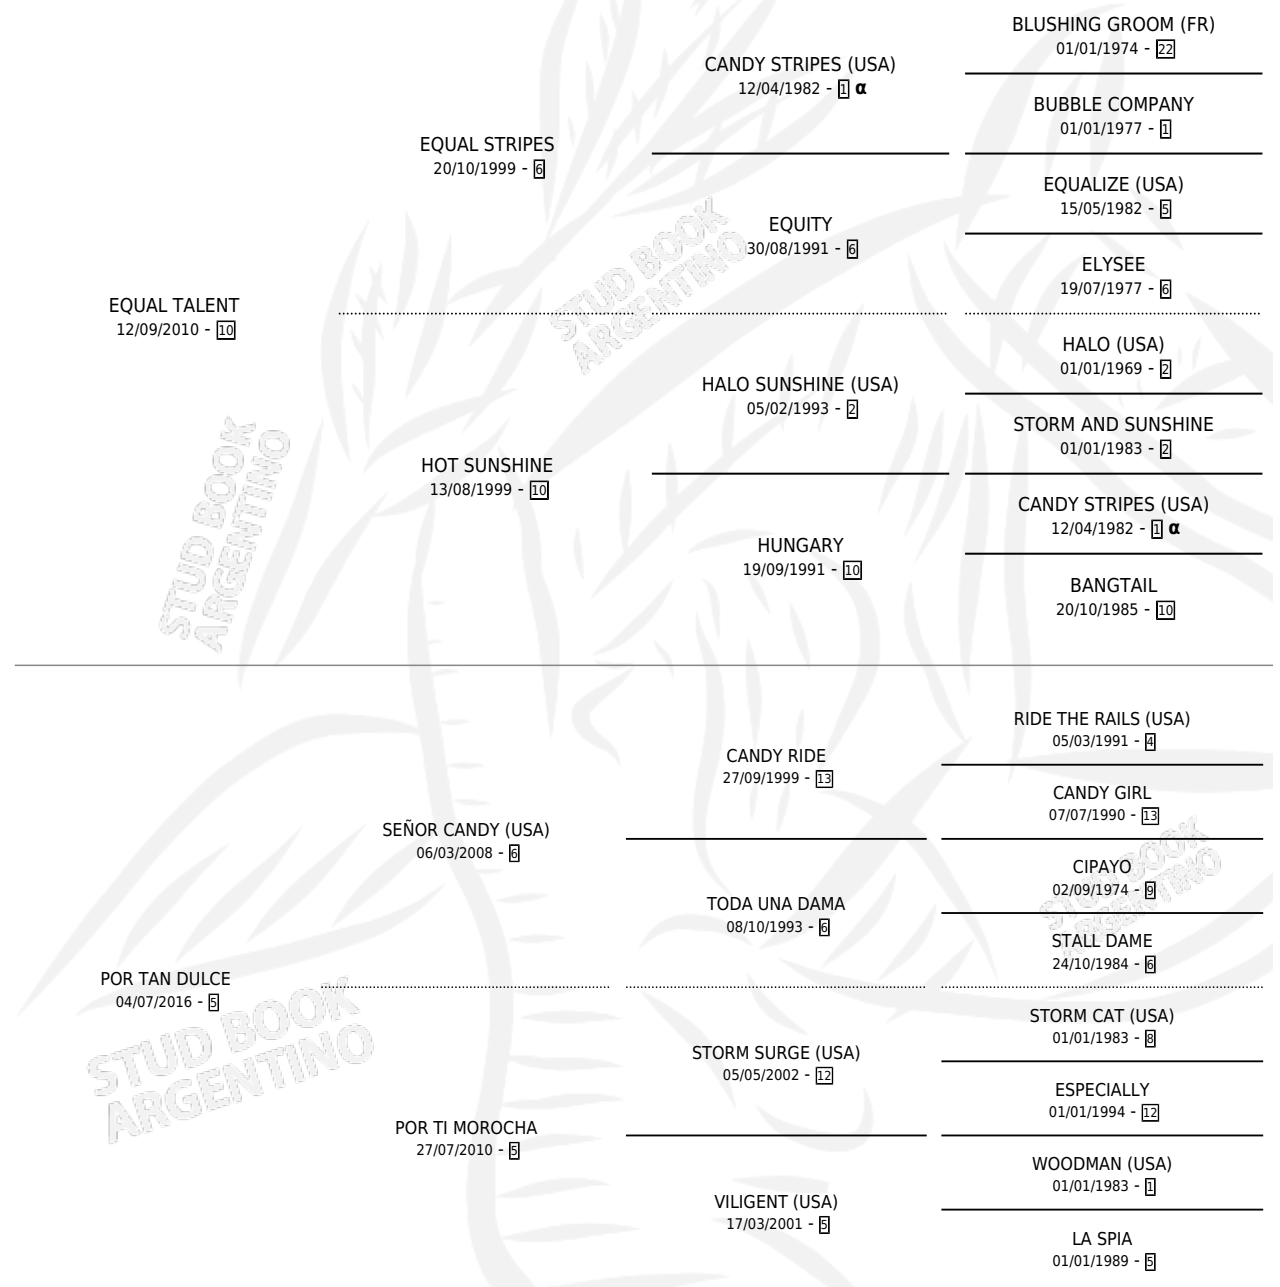 BLUSHING GROOM (FR)
01/01/1974 - 22
CANDY STRIPES (USA)
12/04/1982 - 1 α
BUBBLE COMPANY
01/01/1977 - 1
EQUAL STRIPES
20/10/1999 - 6
EQUALIZE (USA)
15/05/1982 - 5
EQUITY
30/08/1991 - 6
ELYSEE
19/07/1977 - 6
EQUAL TALENT
12/09/2010 - 10
HALO (USA)
01/01/1969 - 2
HALO SUNSHINE (USA)
05/02/1993 - 2
STORM AND SUNSHINE
01/01/1983 - 2
HOT SUNSHINE
13/08/1999 - 10
CANDY STRIPES (USA)
12/04/1982 - 1 α
HUNGARY
19/09/1991 - 10
BANGTAIL
20/10/1985 - 10
STUD BOOK
ARGENTINO
STUD BOOK
ARGENTINO
RIDE THE RAILS (USA)
05/03/1991 - 4
CANDY RIDE
27/09/1999 - 13
CANDY GIRL
07/07/1990 - 13
SEÑOR CANDY (USA)
06/03/2008 - 6
CIPAYO
02/09/1974 - 9
TODA UNA DAMA
08/10/1993 - 6
STALL DAME
24/10/1984 - 6
POR TAN DULCE
04/07/2016 - 5
STORM CAT (USA)
01/01/1983 - 8
STORM SURGE (USA)
05/05/2002 - 12
ESPECIALLY
01/01/1994 - 12
POR TI MOROCHA
27/07/2010 - 5
WOODMAN (USA)
01/01/1983 - 1
VILIGENT (USA)
17/03/2001 - 5
LA SPIA
01/01/1989 - 5
STUD BOOK
ARGENTINO
STUD BOOK
ARGENTINO